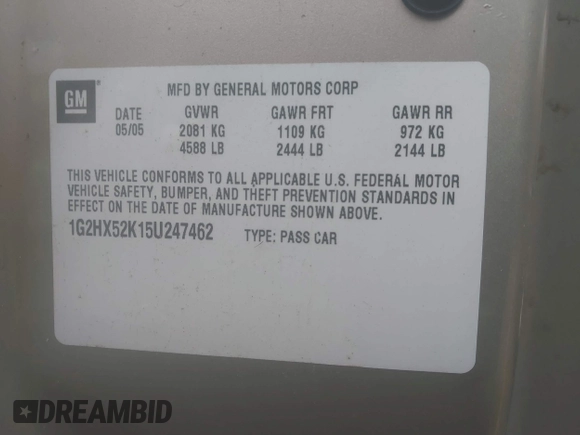 GM ®
MFD BY GENERAL MOTORS CORP
DATE GVWR GAWR FRT GAWR RR
05/05 2081 KG 1109 KG 972 KG
4588 LB 2444 LB 2144 LB
THIS VEHICLE CONFORMS TO ALL APPLICABLE U.S. FEDERAL MOTOR
VEHICLE SAFETY, BUMPER, AND THEFT PREVENTION STANDARDS IN
EFFECT ON THE DATE OF MANUFACTURE SHOWN ABOVE.
1G2HX52K15U247462 TYPE: PASS CAR
DREAMBID